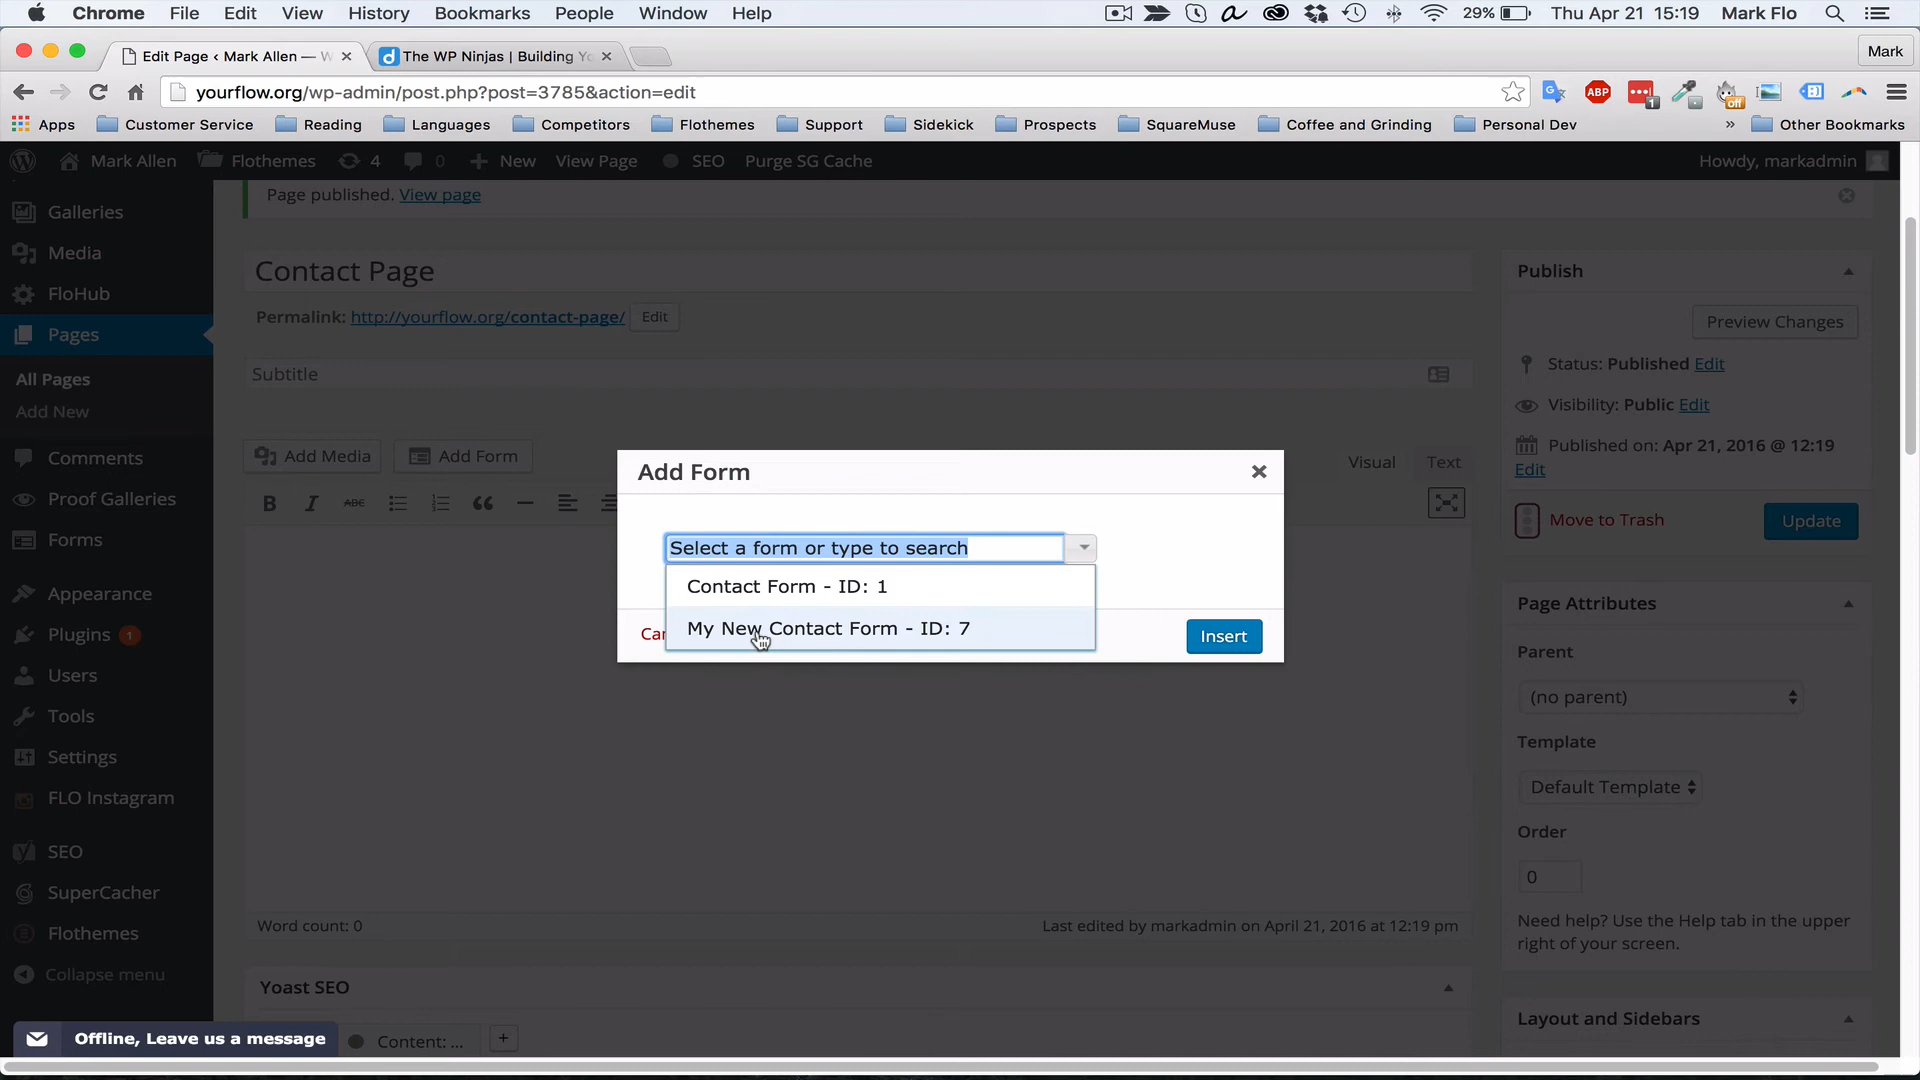 Chrome File Edit View History Bookmarks People Window Help 29% Thu Apr 21 15:19 Mark Flo
Edit Page ‹ Mark Allen — W The WP Ninjas | Building Yo Mark
yourflow.org/wp-admin/post.php?post=3785&action=edit ABP 1 off
Apps Customer Service Reading Languages Competitors Flothemes Support Sidekick Prospects SquareMuse Coffee and Grinding Personal Dev » Other Bookmarks
Mark Allen Flothemes 4 0 New View Page SEO Purge SG Cache Howdy, markadmin
Galleries
Media
FloHub
Pages
All Pages
Add New
Comments
Proof Galleries
Forms
Appearance
Plugins 1
Users
Tools
Settings
FLO Instagram
SEO
SuperCacher
Flothemes
Collapse menu
Offline, Leave us a message
Page published. View page
Contact Page
Permalink: http://yourflow.org/contact-page/ Edit
Subtitle
Add Media Add Form Visual Text
B I ABC
Add Form
Select a form or type to search
Contact Form - ID: 1
My New Contact Form - ID: 7
Can Insert
Word count: 0 Last edited by markadmin on April 21, 2016 at 12:19 pm
Yoast SEO
Content: ... +
Publish
Preview Changes
Status: Published Edit
Visibility: Public Edit
Published on: Apr 21, 2016 @ 12:19
Edit
Move to Trash Update
Page Attributes
Parent
(no parent)
Template
Default Template
Order
0
Need help? Use the Help tab in the upper
right of your screen.
Layout and Sidebars